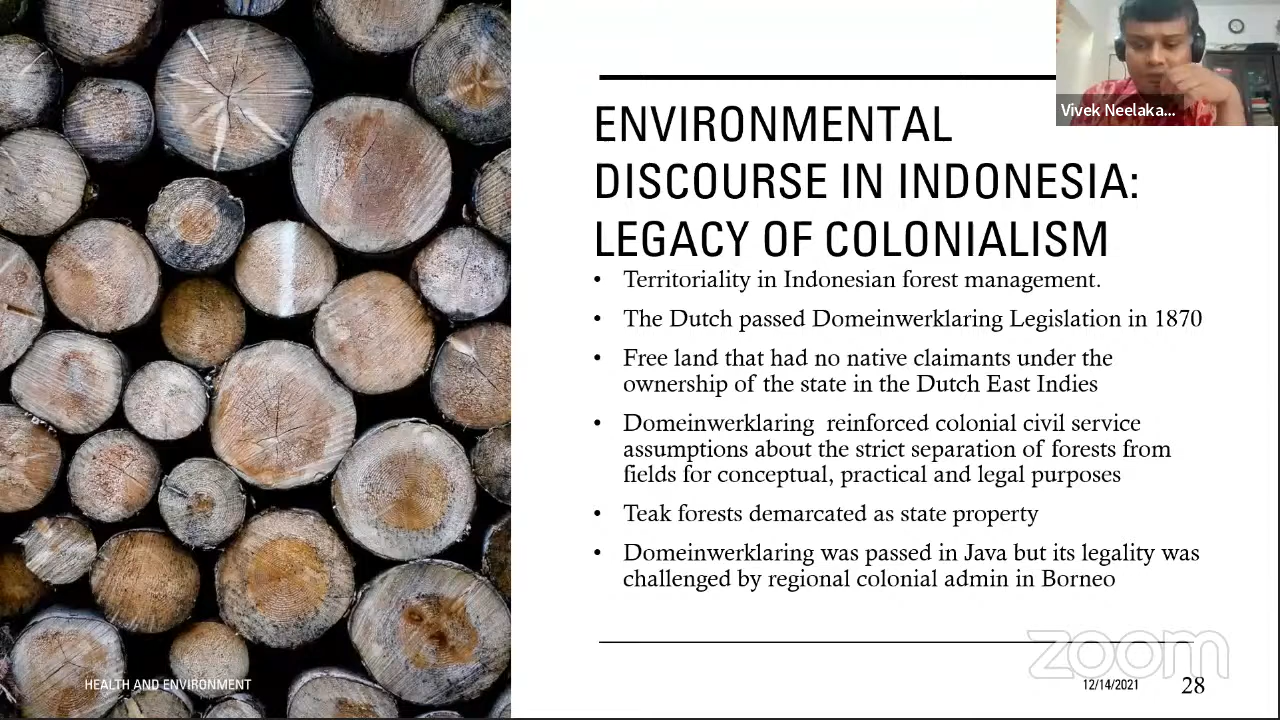 Vivek Neelaka...
ENVIRONMENTAL
DISCOURSE IN INDONESIA:
LEGACY OF COLONIALISM
• Territoriality in Indonesian forest management.
• The Dutch passed Domeinwerklaring Legislation in 1870
• Free land that had no native claimants under the
ownership of the state in the Dutch East Indies
• Domeinwerklaring reinforced colonial civil service
assumptions about the strict separation of forests from
fields for conceptual, practical and legal purposes
• Teak forests demarcated as state property
• Domeinwerklaring was passed in Java but its legality was
challenged by regional colonial admin in Borneo
zoom
HEALTH AND ENVIRONMENT
12/14/2021
28